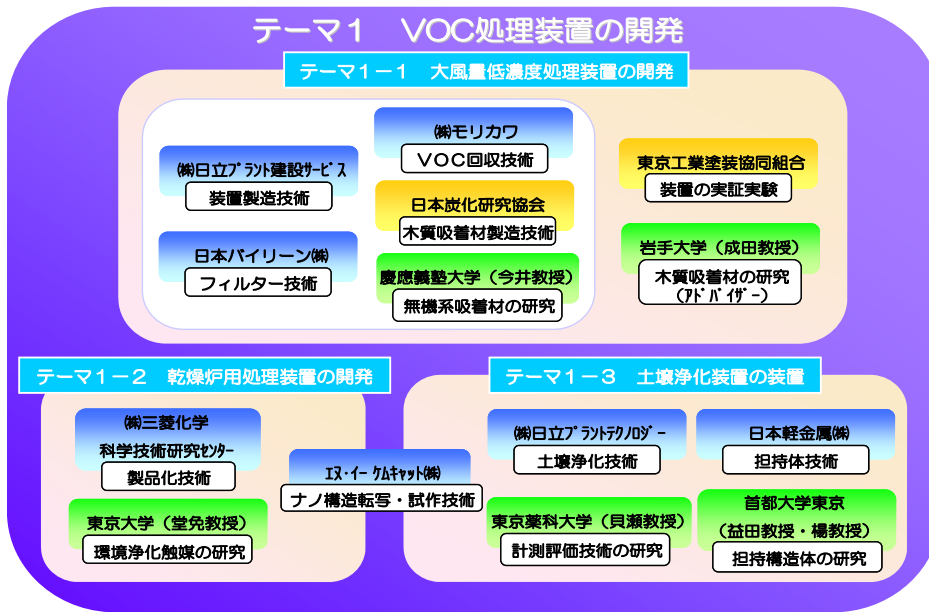 テーマ1　VOC処理装置の開発
テーマ1－1　大風量低濃度処理装置の開発
㈱モリカワ
VOC回収技術
㈱日立ﾌﾟﾗﾝﾄ建設ｻｰﾋﾞｽ
装置製造技術
日本炭化研究協会
木質吸着材製造技術
日本バイリーン㈱
フィルター技術
慶應義塾大学（今井教授）
無機系吸着材の研究
東京工業塗装協同組合
装置の実証実験
岩手大学（成田教授）
木質吸着材の研究
（ｱﾄﾞﾊﾞｲｻﾞｰ）
テーマ1－2　乾燥炉用処理装置の開発
㈱三菱化学
科学技術研究ｾﾝﾀｰ
製品化技術
東京大学（堂免教授）
環境浄化触媒の研究
ｴﾇ･ｲｰ ｹﾑｷｬｯﾄ㈱
ナノ構造転写・試作技術
テーマ1－3　土壌浄化装置の装置
㈱日立ﾌﾟﾗﾝﾄﾃｸﾉﾛｼﾞｰ
土壌浄化技術
日本軽金属㈱
担持体技術
東京薬科大学（貝瀬教授）
計測評価技術の研究
首都大学東京
（益田教授・楊教授）
担持構造体の研究